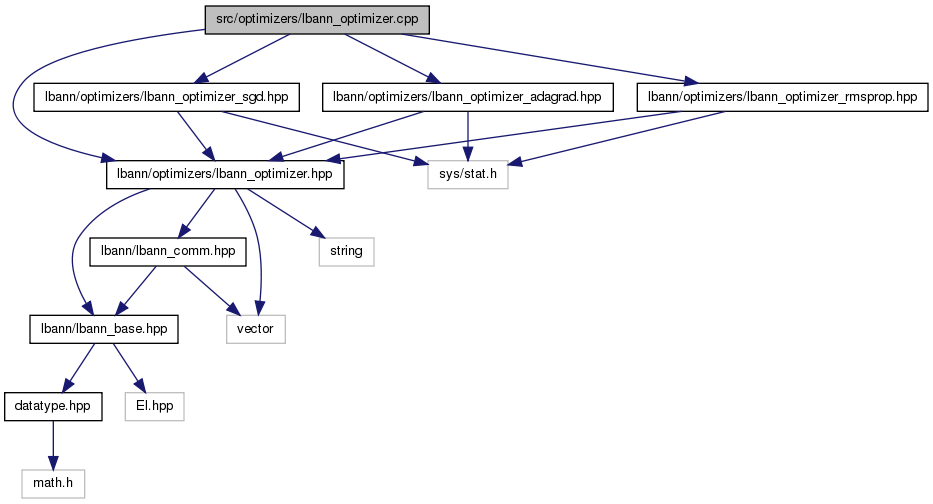 src/optimizers/lbann_optimizer.cpp
lbann/optimizers/lbann_optimizer_sgd.hpp
lbann/optimizers/lbann_optimizer_adagrad.hpp
lbann/optimizers/lbann_optimizer_rmsprop.hpp
lbann/optimizers/lbann_optimizer.hpp
sys/stat.h
lbann/lbann_comm.hpp
string
lbann/lbann_base.hpp
vector
datatype.hpp
El.hpp
math.h